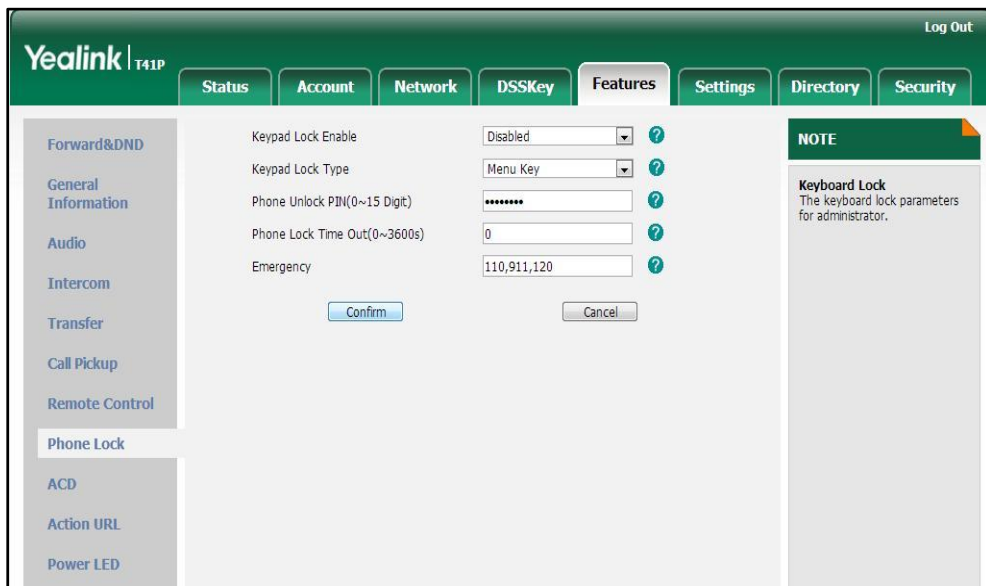 Log Out
Yealink T41P
Status Account Network DSSKey Features Settings Directory Security
Forward&DND
General
Information
Audio
Intercom
Transfer
Call Pickup
Remote Control
Phone Lock
ACD
Action URL
Power LED
Keypad Lock Enable Disabled ?
Keypad Lock Type Menu Key ?
Phone Unlock PIN(0~15 Digit) •••••••• ?
Phone Lock Time Out(0~3600s) 0 ?
Emergency 110,911,120 ?
Confirm Cancel
NOTE
Keyboard Lock
The keyboard lock parameters
for administrator.